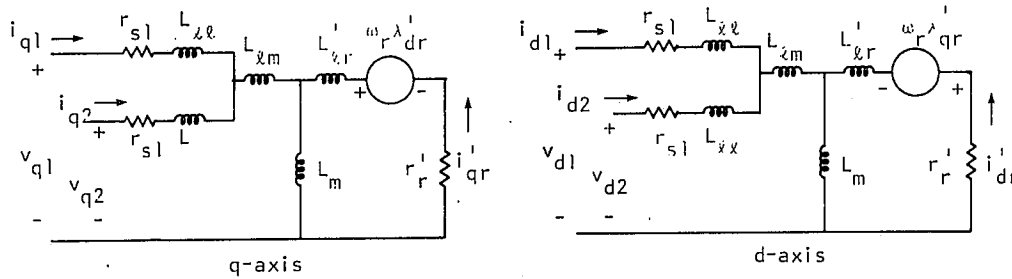 i_q1 r_s1 L_ℓℓ L_ℓm L'_ℓr ω_r λ'_dr
+
+ -
i_q2
+ r_s1 L
v_q1 v_q2 L_m r'_r i'_qr
- -
q-axis
i_d1 r_s1 L_ℓℓ L_ℓm L'_ℓr ω_r λ'_qr
+
- +
i_d2
+ r_s1 L_ℓℓ
v_d1 v_d2 L_m r'_r i'_dr
- -
d-axis